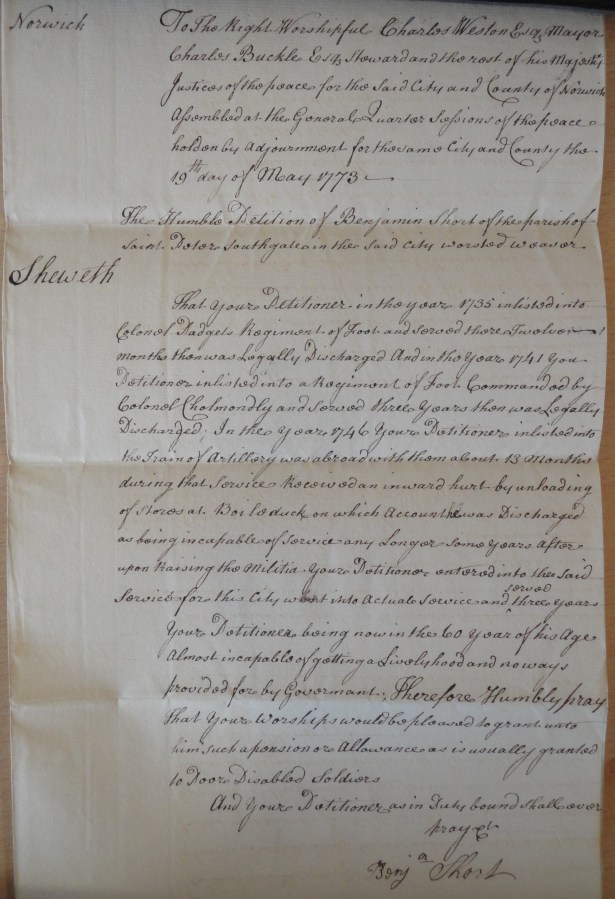 Norwich
To The Right Worshipful Charles Weston Esq Mayor
Charles Buckle Esq Steward and the rest of his Majestys
Justices of the peace for the Said City and County of Norwich
Assembled at the General Quarter Sessions of the peace
holden by Adjournment for the same City and County the
19th day of May 1773
The Humble Petition of Benjamin Short of the parish of
Saint Peter Southgate in the Said City worsted weaver
Sheweth
That Your Petitioner in the year 1735 inlisted into
Colonel Regiment of Foot and Served there Twelve
months then was Legally Discharged And in the Year 1741 You
Petitioner inlisted into a Regiment of Foot Commanded by
Colonel Cholmondly and Served three Years then was Legally
Discharged; In the Year 1746 Your Petitioner inlisted into
the Train of Artillery was abroad with them about 13 Months
during that Service Received an inward hurt by unloading
of Stores at Boileduck on which Account he was Discharged
as being incapable of Service any Longer Some Years After
upon Raising the Militia Your Petitioner entered into the Said
Service for this City went into Actual Service and served three Years
Your Petitioner being now in the 60 Year of his Age
Almost incapable of getting a Livelyhood and no ways
provided for by Goverment; Therefore Humbly pray
That Your Worships would be pleased to grant unto
him Such a pension or Allowance as is usually granted
to Poor Disabled Soldiers
And Your Petitioner as in Duty bound Shall ever
pray &c
Benja Short